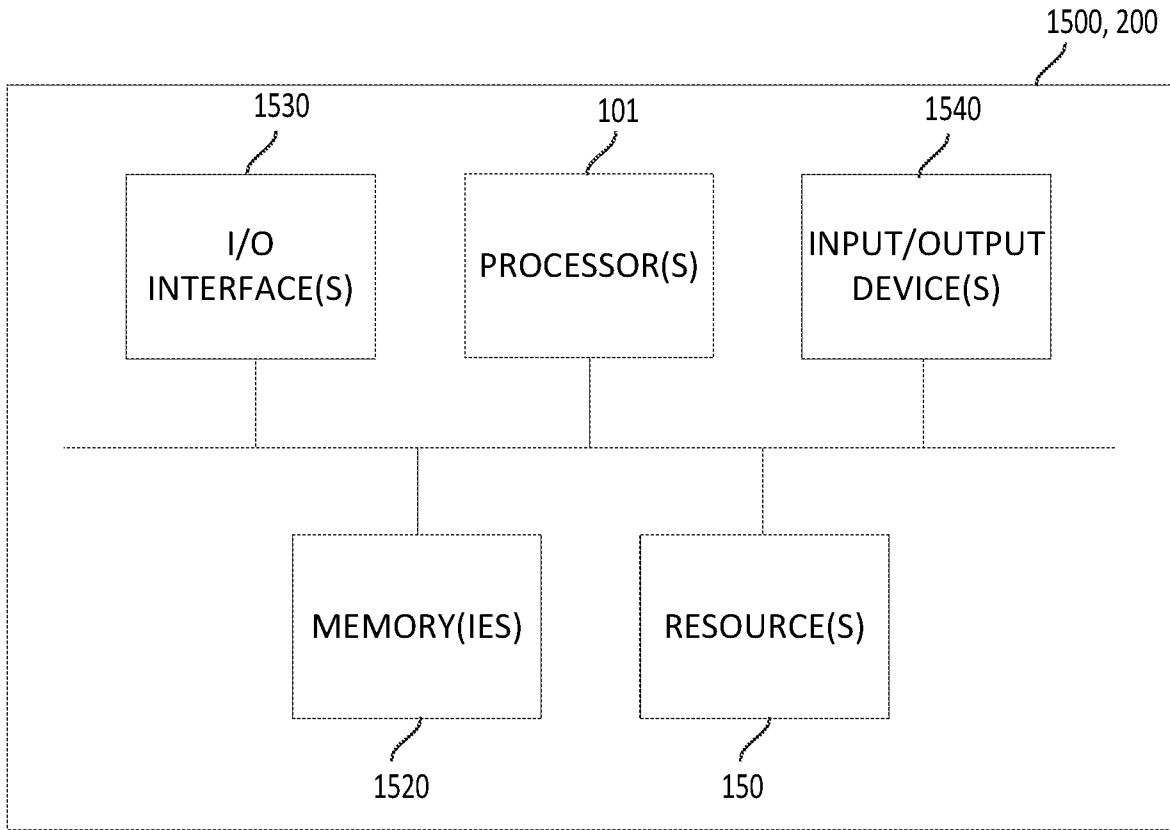 1500, 200
1530
101
1540
I/O
INTERFACE(S)
PROCESSOR(S)
INPUT/OUTPUT
DEVICE(S)
MEMORY(IES)
RESOURCE(S)
1520
150